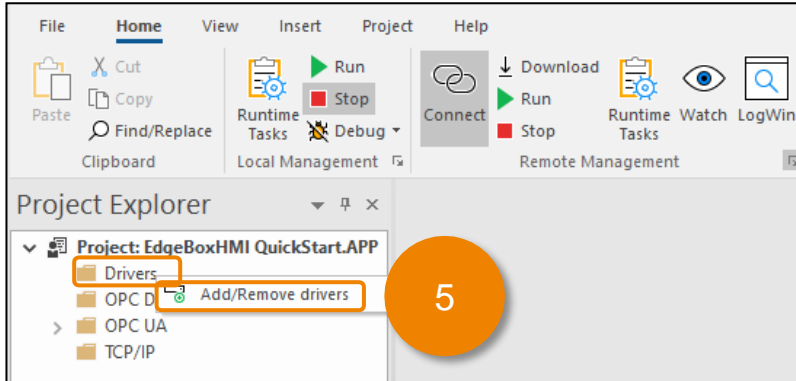 File Home View Insert Project Help
Cut
Copy
Paste
Find/Replace
Clipboard
Runtime
Tasks
Run
Stop
Debug
Local Management
Connect
Download
Run
Stop
Runtime
Tasks
Watch
LogWin
Remote Management
Project Explorer
Project: EdgeBoxHMI QuickStart.APP
Drivers
OPC D
Add/Remove drivers
5
OPC UA
TCP/IP